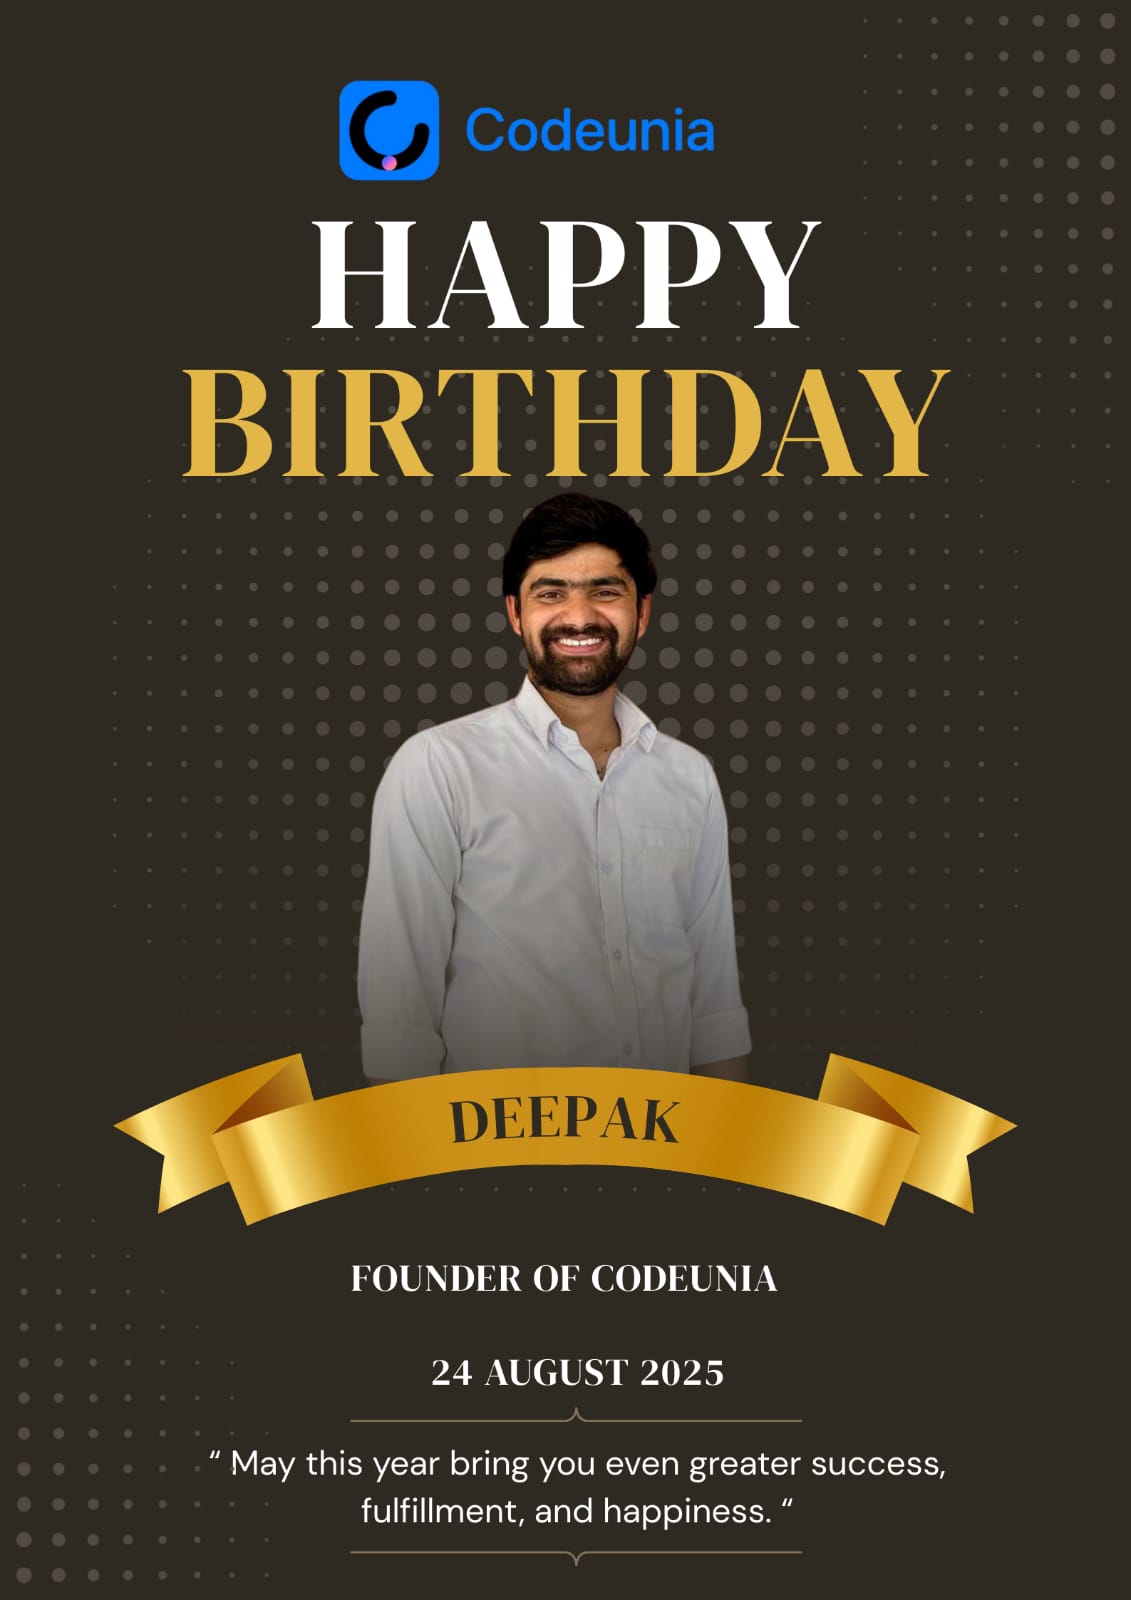 Codeunia
HAPPY
BIRTHDAY
DEEPAK
FOUNDER OF CODEUNIA
24 AUGUST 2025
“ May this year bring you even greater success,
fulfillment, and happiness. “